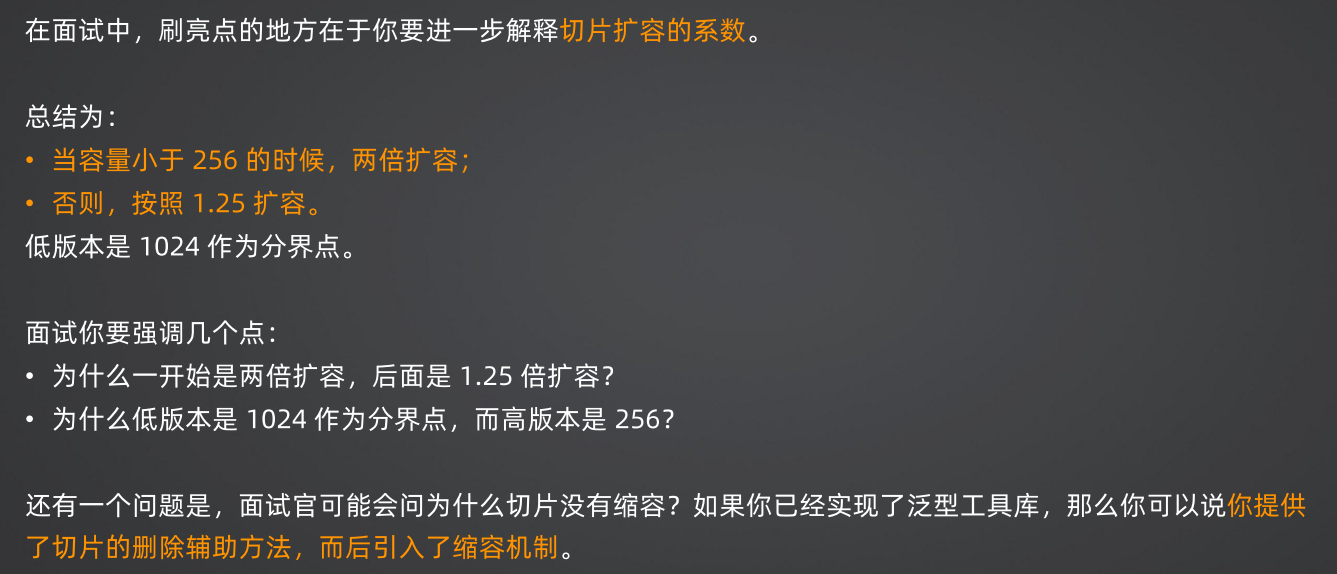 在面试中，刷亮点的地方在于你要进一步解释切片扩容的系数。
总结为：
• 当容量小于 256 的时候，两倍扩容；
• 否则，按照 1.25 扩容。
低版本是 1024 作为分界点。
面试你要强调几个点：
• 为什么一开始是两倍扩容，后面是 1.25 倍扩容？
• 为什么低版本是 1024 作为分界点，而高版本是 256？
还有一个问题是，面试官可能会问为什么切片没有缩容？如果你已经实现了泛型工具库，那么你可以说你提供
了切片的删除辅助方法，而后引入了缩容机制。